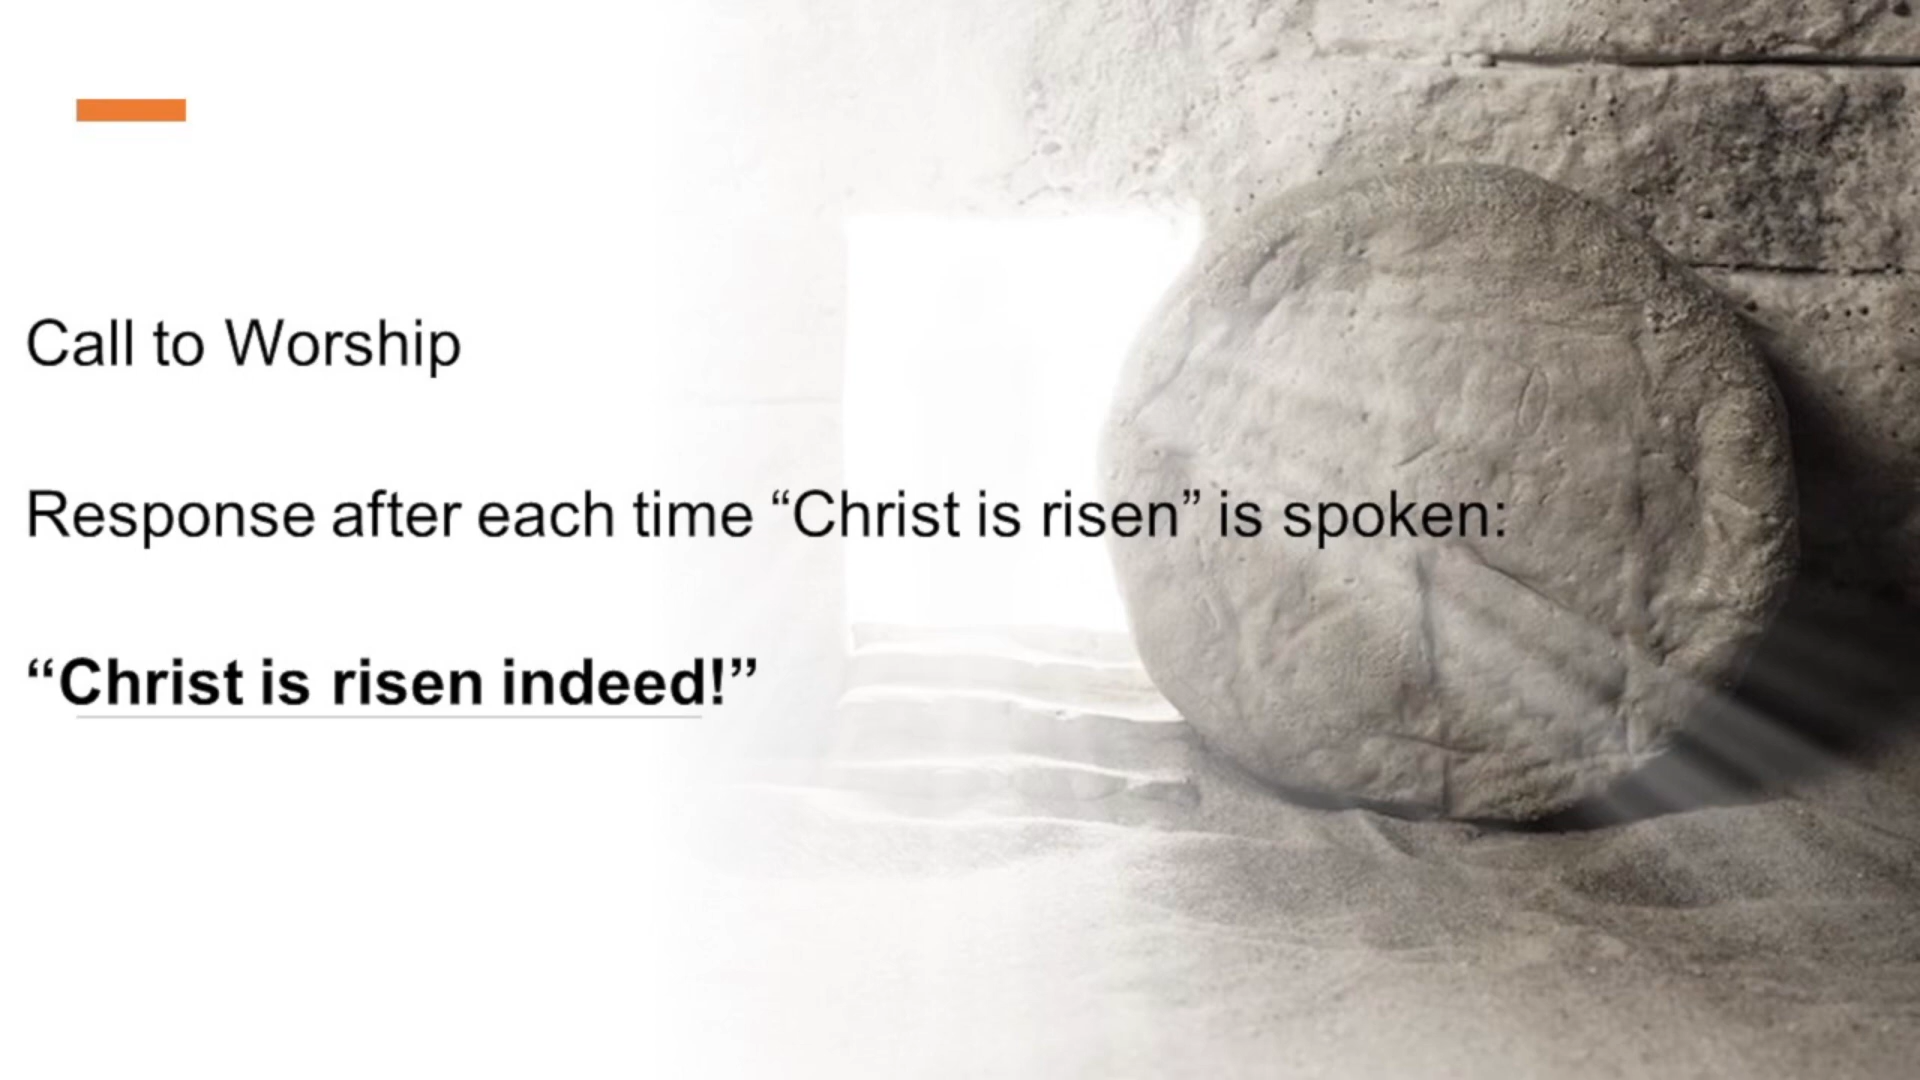 Call to Worship
Response after each time “Christ is risen” is spoken:
“Christ is risen indeed!”